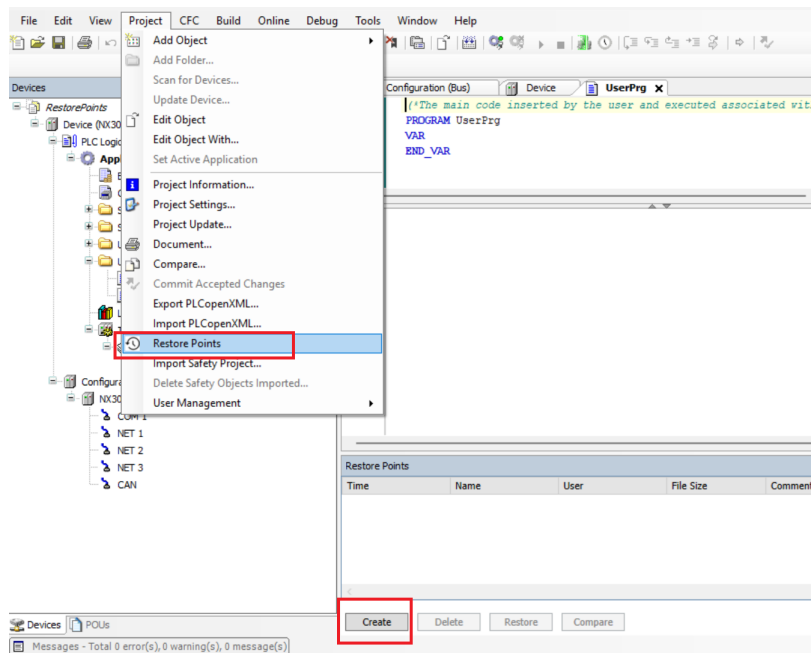 File Edit View Project CFC Build Online Debug Tools Window Help
Add Object
Add Folder...
Scan for Devices...
Update Device...
Edit Object
Edit Object With...
Set Active Application
Project Information...
Project Settings...
Project Update...
Document...
Compare...
Commit Accepted Changes
Export PLCopenXML...
Import PLCopenXML...
Restore Points
Import Safety Project...
Delete Safety Objects Imported...
User Management
Devices
RestorePoints
Device (NX30
PLC Logic
Appl
Configura
NX30
COM 1
NET 1
NET 2
NET 3
CAN
Devices POUs
Configuration (Bus) Device UserPrg
(*The main code inserted by the user and executed associated wit
PROGRAM UserPrg
VAR
END_VAR
Restore Points
Time Name User File Size Comment
Create Delete Restore Compare
Messages - Total 0 error(s), 0 warning(s), 0 message(s)